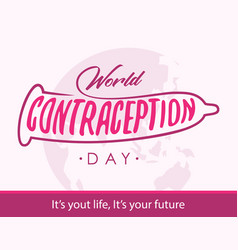 World
CONTRACEPTION
• DAY •
It's yout life, It's your future